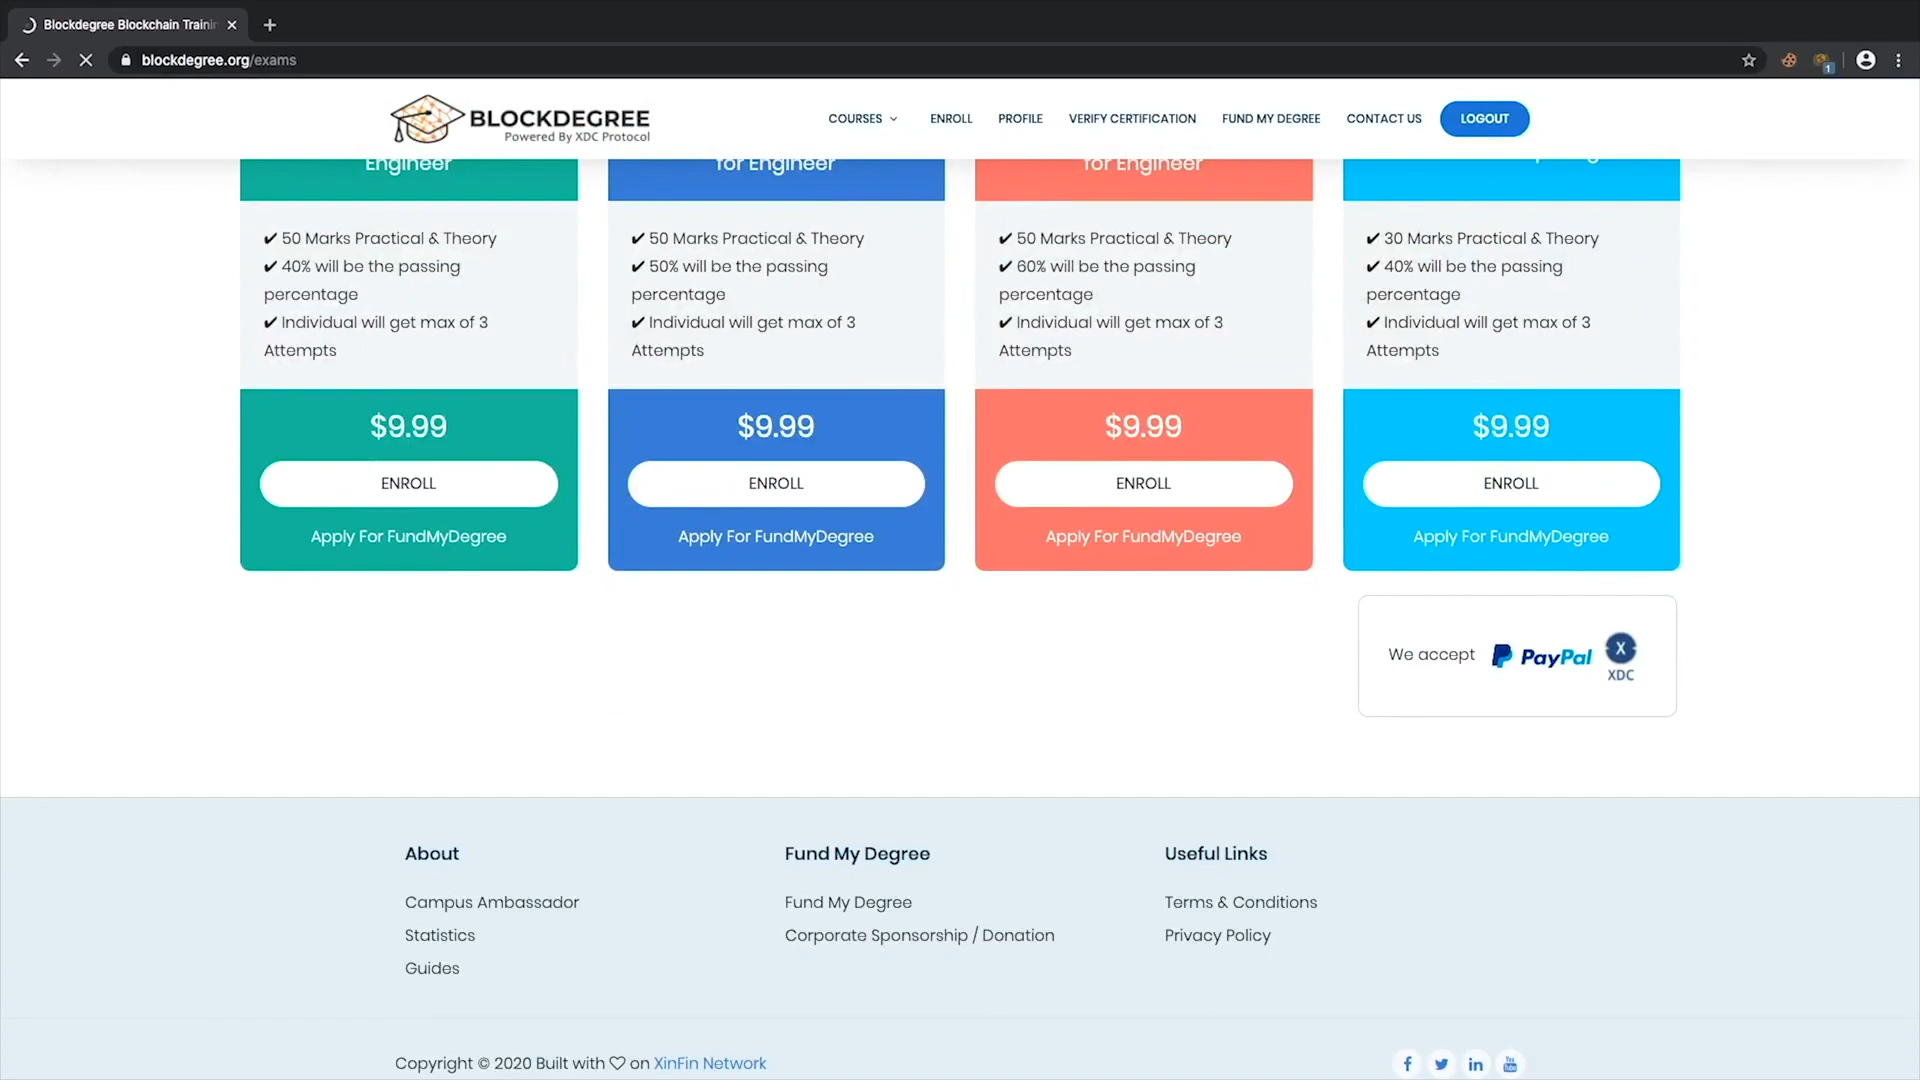 Blockdegree Blockchain Trainin
blockdegree.org/exams
BLOCKDEGREE
Powered By XDC Protocol
COURSES ENROLL PROFILE VERIFY CERTIFICATION FUND MY DEGREE CONTACT US LOGOUT
Engineer
for Engineer
for Engineer
✔ 50 Marks Practical & Theory
✔ 40% will be the passing
percentage
✔ Individual will get max of 3
Attempts
$9.99
ENROLL
Apply For FundMyDegree
✔ 50 Marks Practical & Theory
✔ 50% will be the passing
percentage
✔ Individual will get max of 3
Attempts
$9.99
ENROLL
Apply For FundMyDegree
✔ 50 Marks Practical & Theory
✔ 60% will be the passing
percentage
✔ Individual will get max of 3
Attempts
$9.99
ENROLL
Apply For FundMyDegree
✔ 30 Marks Practical & Theory
✔ 40% will be the passing
percentage
✔ Individual will get max of 3
Attempts
$9.99
ENROLL
Apply For FundMyDegree
We accept PayPal X
XDC
About
Campus Ambassador
Statistics
Guides
Fund My Degree
Fund My Degree
Corporate Sponsorship / Donation
Useful Links
Terms & Conditions
Privacy Policy
Copyright © 2020 Built with ♡ on XinFin Network